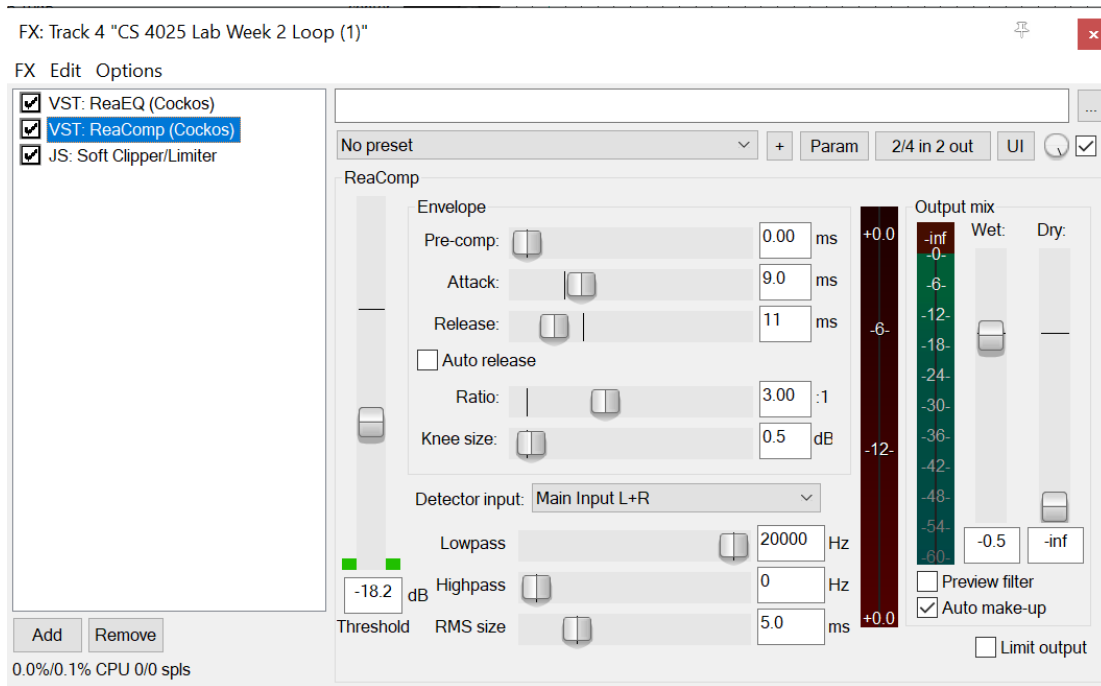 FX: Track 4 "CS 4025 Lab Week 2 Loop (1)"
x
FX Edit Options
VST: ReaEQ (Cockos)
VST: ReaComp (Cockos)
JS: Soft Clipper/Limiter
...
No preset
+
Param
2/4 in 2 out
UI
ReaComp
Envelope
Pre-comp: 0.00 ms
Attack: 9.0 ms
Release: 11 ms
Auto release
Ratio: 3.00 :1
Knee size: 0.5 dB
Detector input: Main Input L+R
Lowpass 20000 Hz
Highpass 0 Hz
RMS size 5.0 ms
-18.2 dB
Threshold
+0.0
-6-
-12-
+0.0
Output mix
Wet: Dry:
-inf
-0-
-6-
-12-
-18-
-24-
-30-
-36-
-42-
-48-
-54-
-60-
-0.5 -inf
Preview filter
Auto make-up
Limit output
Add Remove
0.0%/0.1% CPU 0/0 spls